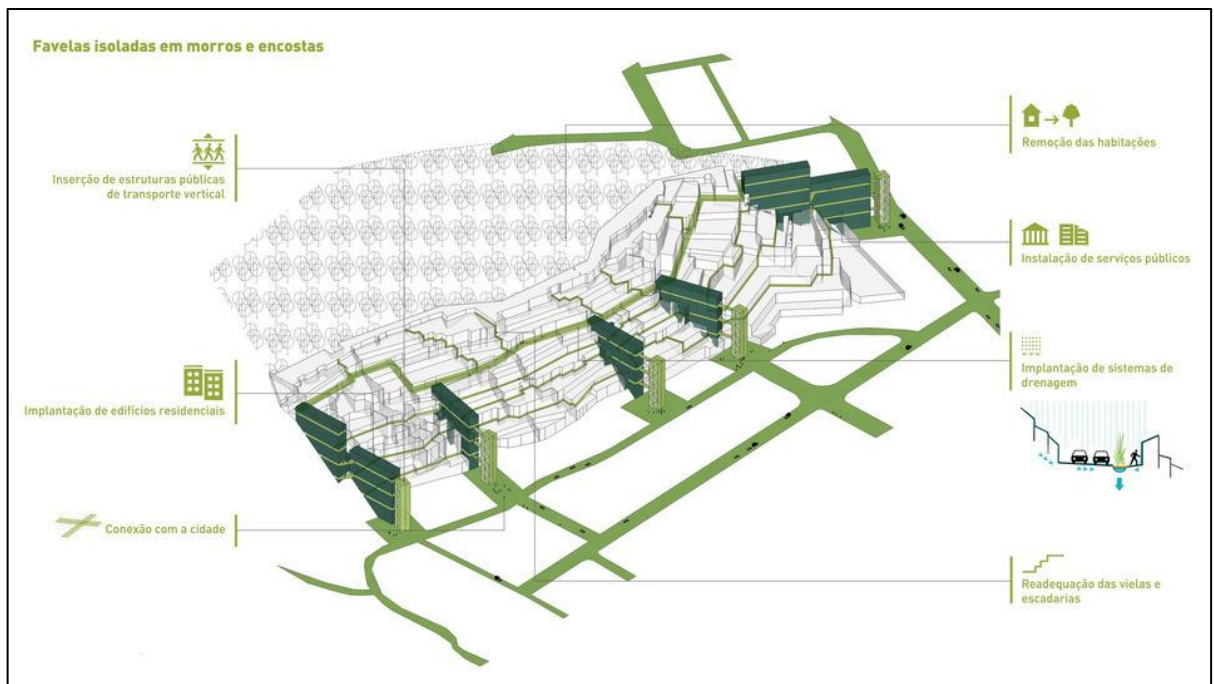 Favelas isoladas em morros e encostas
Inserção de estruturas públicas
de transporte vertical
Implantação de edifícios residenciais
Conexão com a cidade
Remoção das habitações
Instalação de serviços públicos
Implantação de sistemas de
drenagem
Readequação das vielas e
escadarias